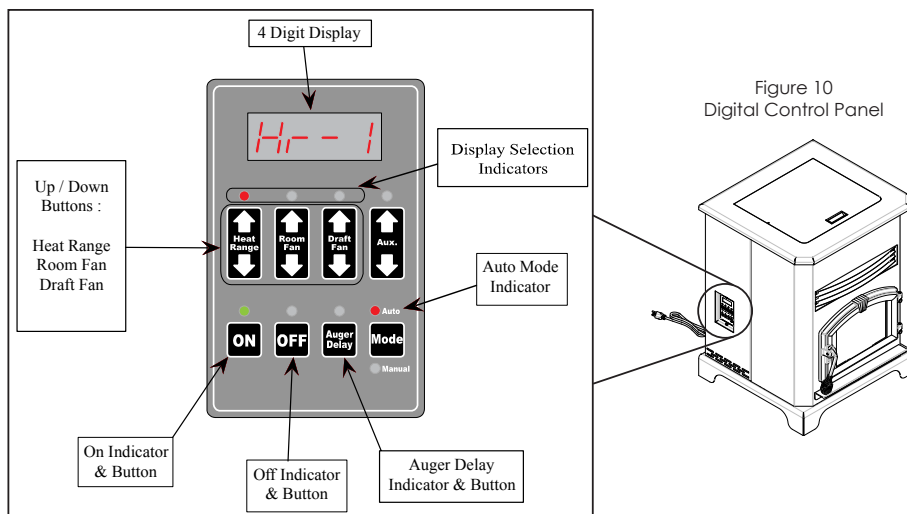 4 Digit Display
Figure 10
Digital Control Panel
Hr--1
Display Selection
Indicators
Up / Down
Buttons :
Heat Range
Room Fan
Draft Fan
Heat
Range
Room
Fan
Draft
Fan
Aux.
Auto Mode
Indicator
Auto
ON
OFF
Auger
Delay
Mode
Manual
On Indicator
& Button
Off Indicator
& Button
Auger Delay
Indicator & Button